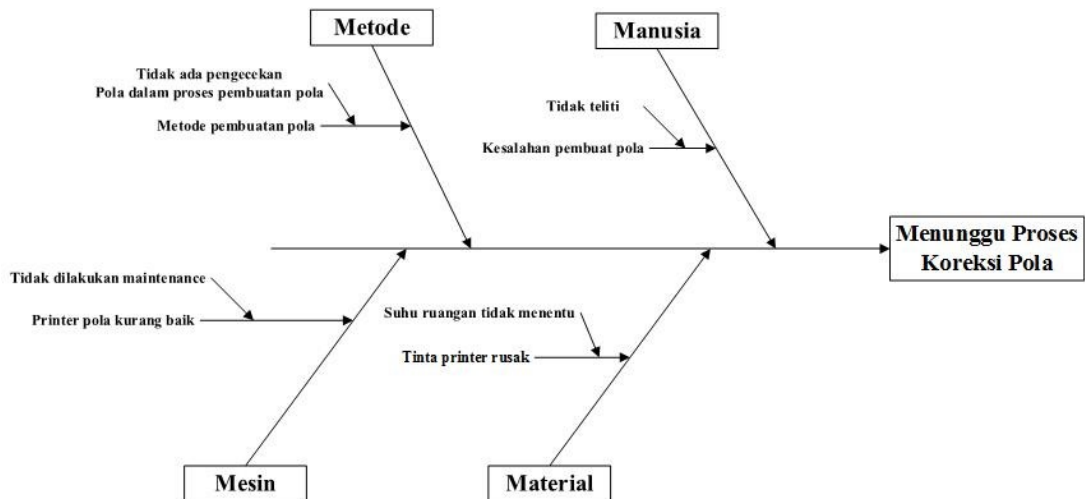 Metode
Manusia
Tidak ada pengecekan
Pola dalam proses pembuatan pola
Metode pembuatan pola
Tidak teliti
Kesalahan pembuat pola
Menunggu Proses
Koreksi Pola
Tidak dilakukan maintenance
Printer pola kurang baik
Suhu ruangan tidak menentu
Tinta printer rusak
Mesin
Material